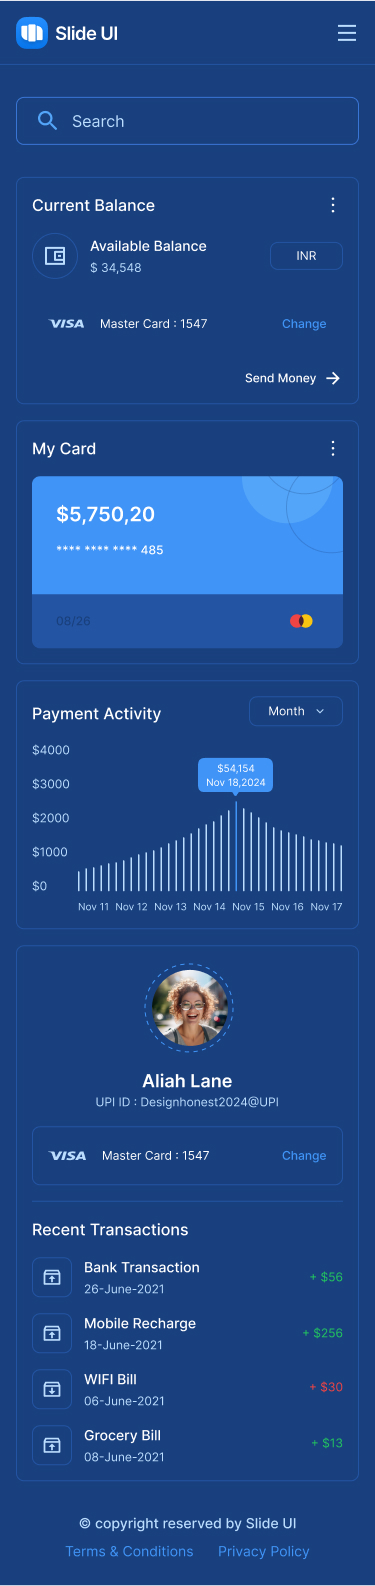 Slide UI
Search
Current Balance
Available Balance
$ 34,548
INR
VISA Master Card : 1547 Change
Send Money
My Card
$5,750,20
**** **** **** 485
08/26
Payment Activity
Month
$4000
$3000
$2000
$1000
$0
$54,154
Nov 18,2024
Nov 11 Nov 12 Nov 13 Nov 14 Nov 15 Nov 16 Nov 17
Aliah Lane
UPI ID : Designhonest2024@UPI
VISA Master Card : 1547 Change
Recent Transactions
Bank Transaction
26-June-2021
+ $56
Mobile Recharge
18-June-2021
+ $256
WIFI Bill
06-June-2021
+ $30
Grocery Bill
08-June-2021
+ $13
© copyright reserved by Slide UI
Terms & Conditions Privacy Policy